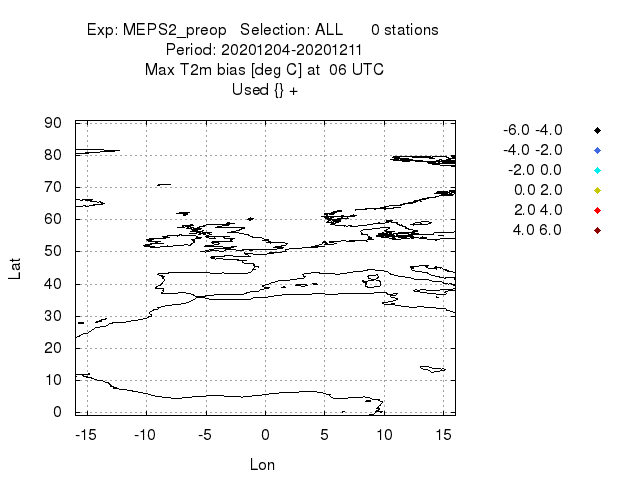 Exp: MEPS2_preop   Selection: ALL      0 stations
Period: 20201204-20201211
Max T2m bias [deg C] at  06 UTC
Used {} +
-6.0 -4.0
-4.0 -2.0
-2.0 0.0
0.0 2.0
2.0 4.0
4.0 6.0
90
80
70
60
50
40
30
20
10
0
Lat
-15 -10 -5 0 5 10 15
Lon